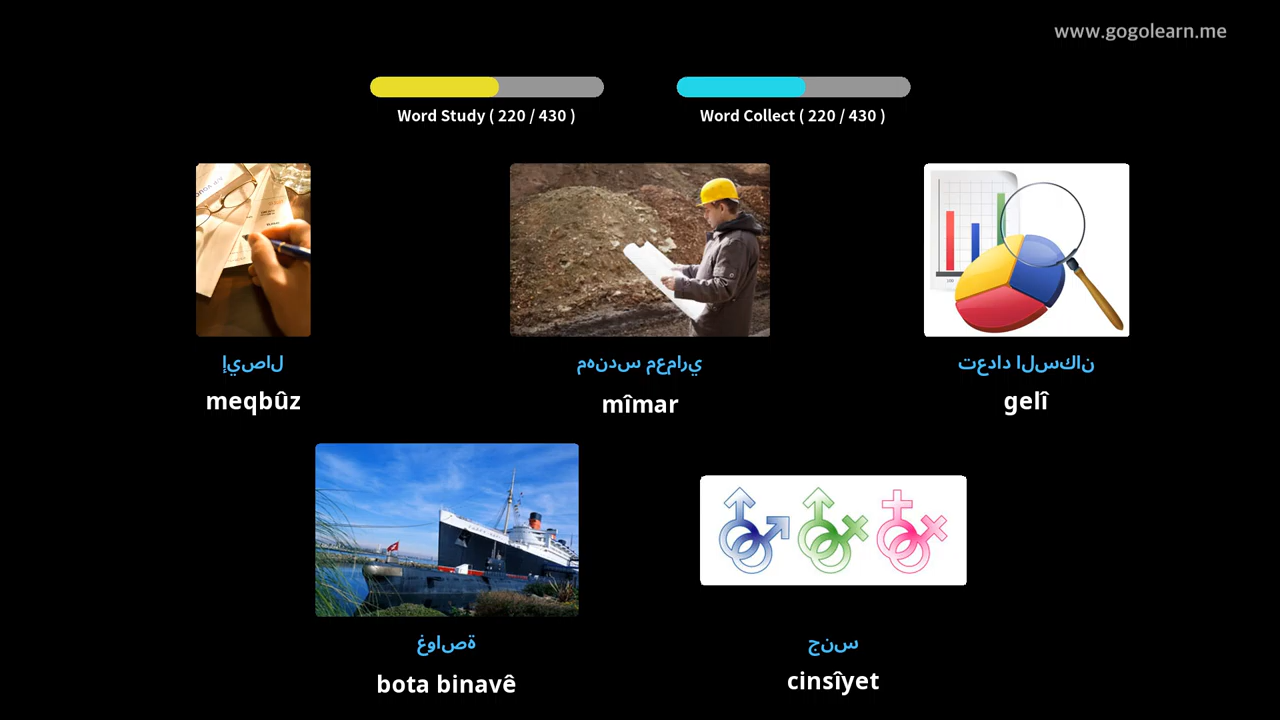 www.gogolearn.me
Word Study ( 220 / 430 )
Word Collect ( 220 / 430 )
إيصال
meqbûz
مهندس معماري
mîmar
تعداد السكان
gelî
غواصة
bota binavê
جنس
cinsîyet